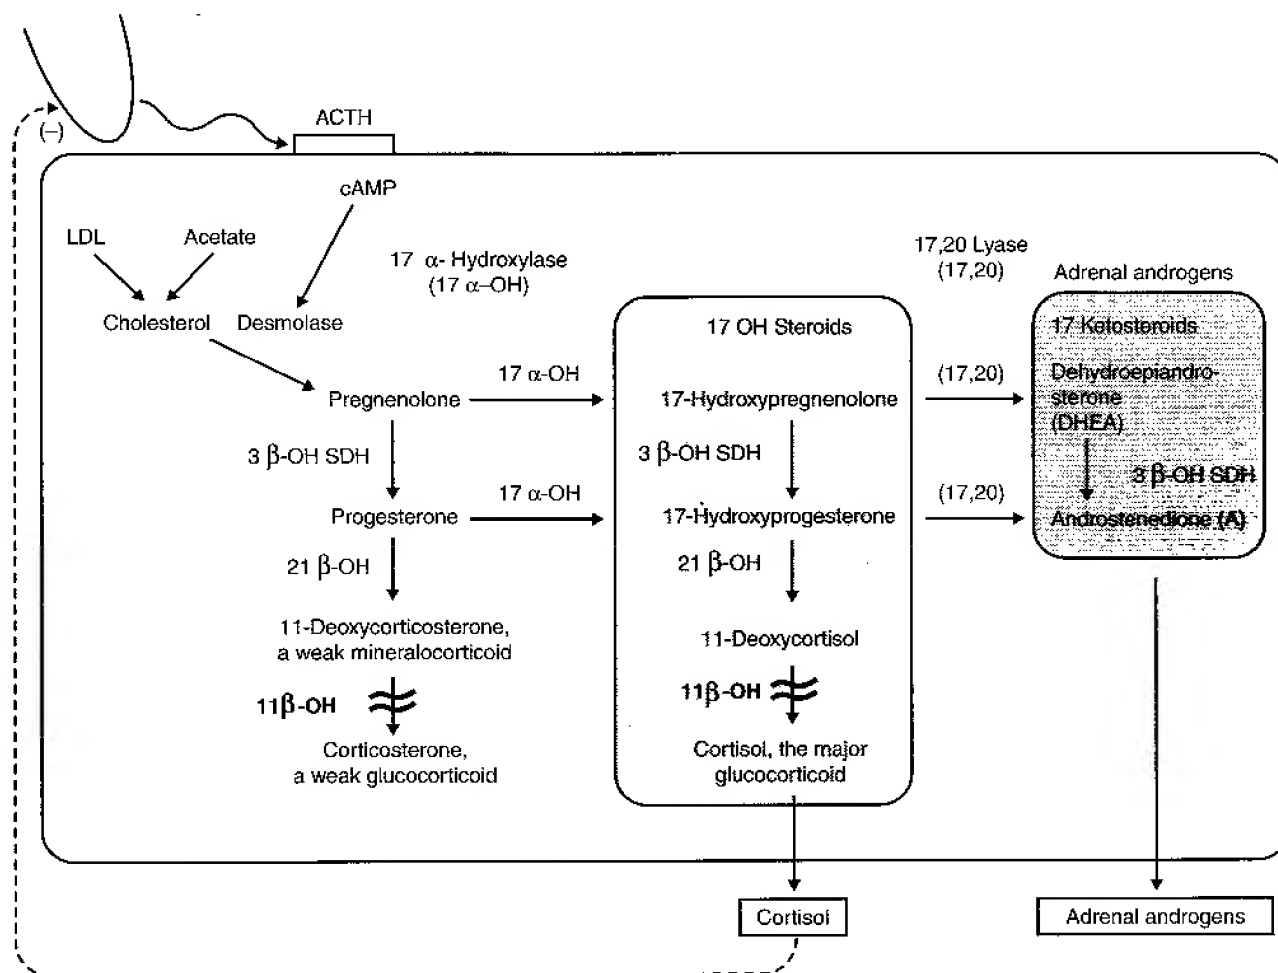 ACTH
(–)
cAMP
LDL
Acetate
17 α- Hydroxylase
(17 α–OH)
17,20 Lyase
(17,20)
Adrenal androgens
Cholesterol
Desmolase
17 OH Steroids
17 Ketosteroids
17 α-OH
(17,20)
Dehydroepiandro-
sterone
(DHEA)
Pregnenolone
17-Hydroxypregnenolone
3 β-OH SDH
3 β-OH SDH
3 β-OH SDH
17 α-OH
(17,20)
Progesterone
17-Hydroxyprogesterone
Androstenedione (A)
21 β-OH
21 β-OH
11-Deoxycorticosterone,
a weak mineralocorticoid
11-Deoxycortisol
11β-OH
11β-OH
Corticosterone,
a weak glucocorticoid
Cortisol, the major
glucocorticoid
Cortisol
Adrenal androgens